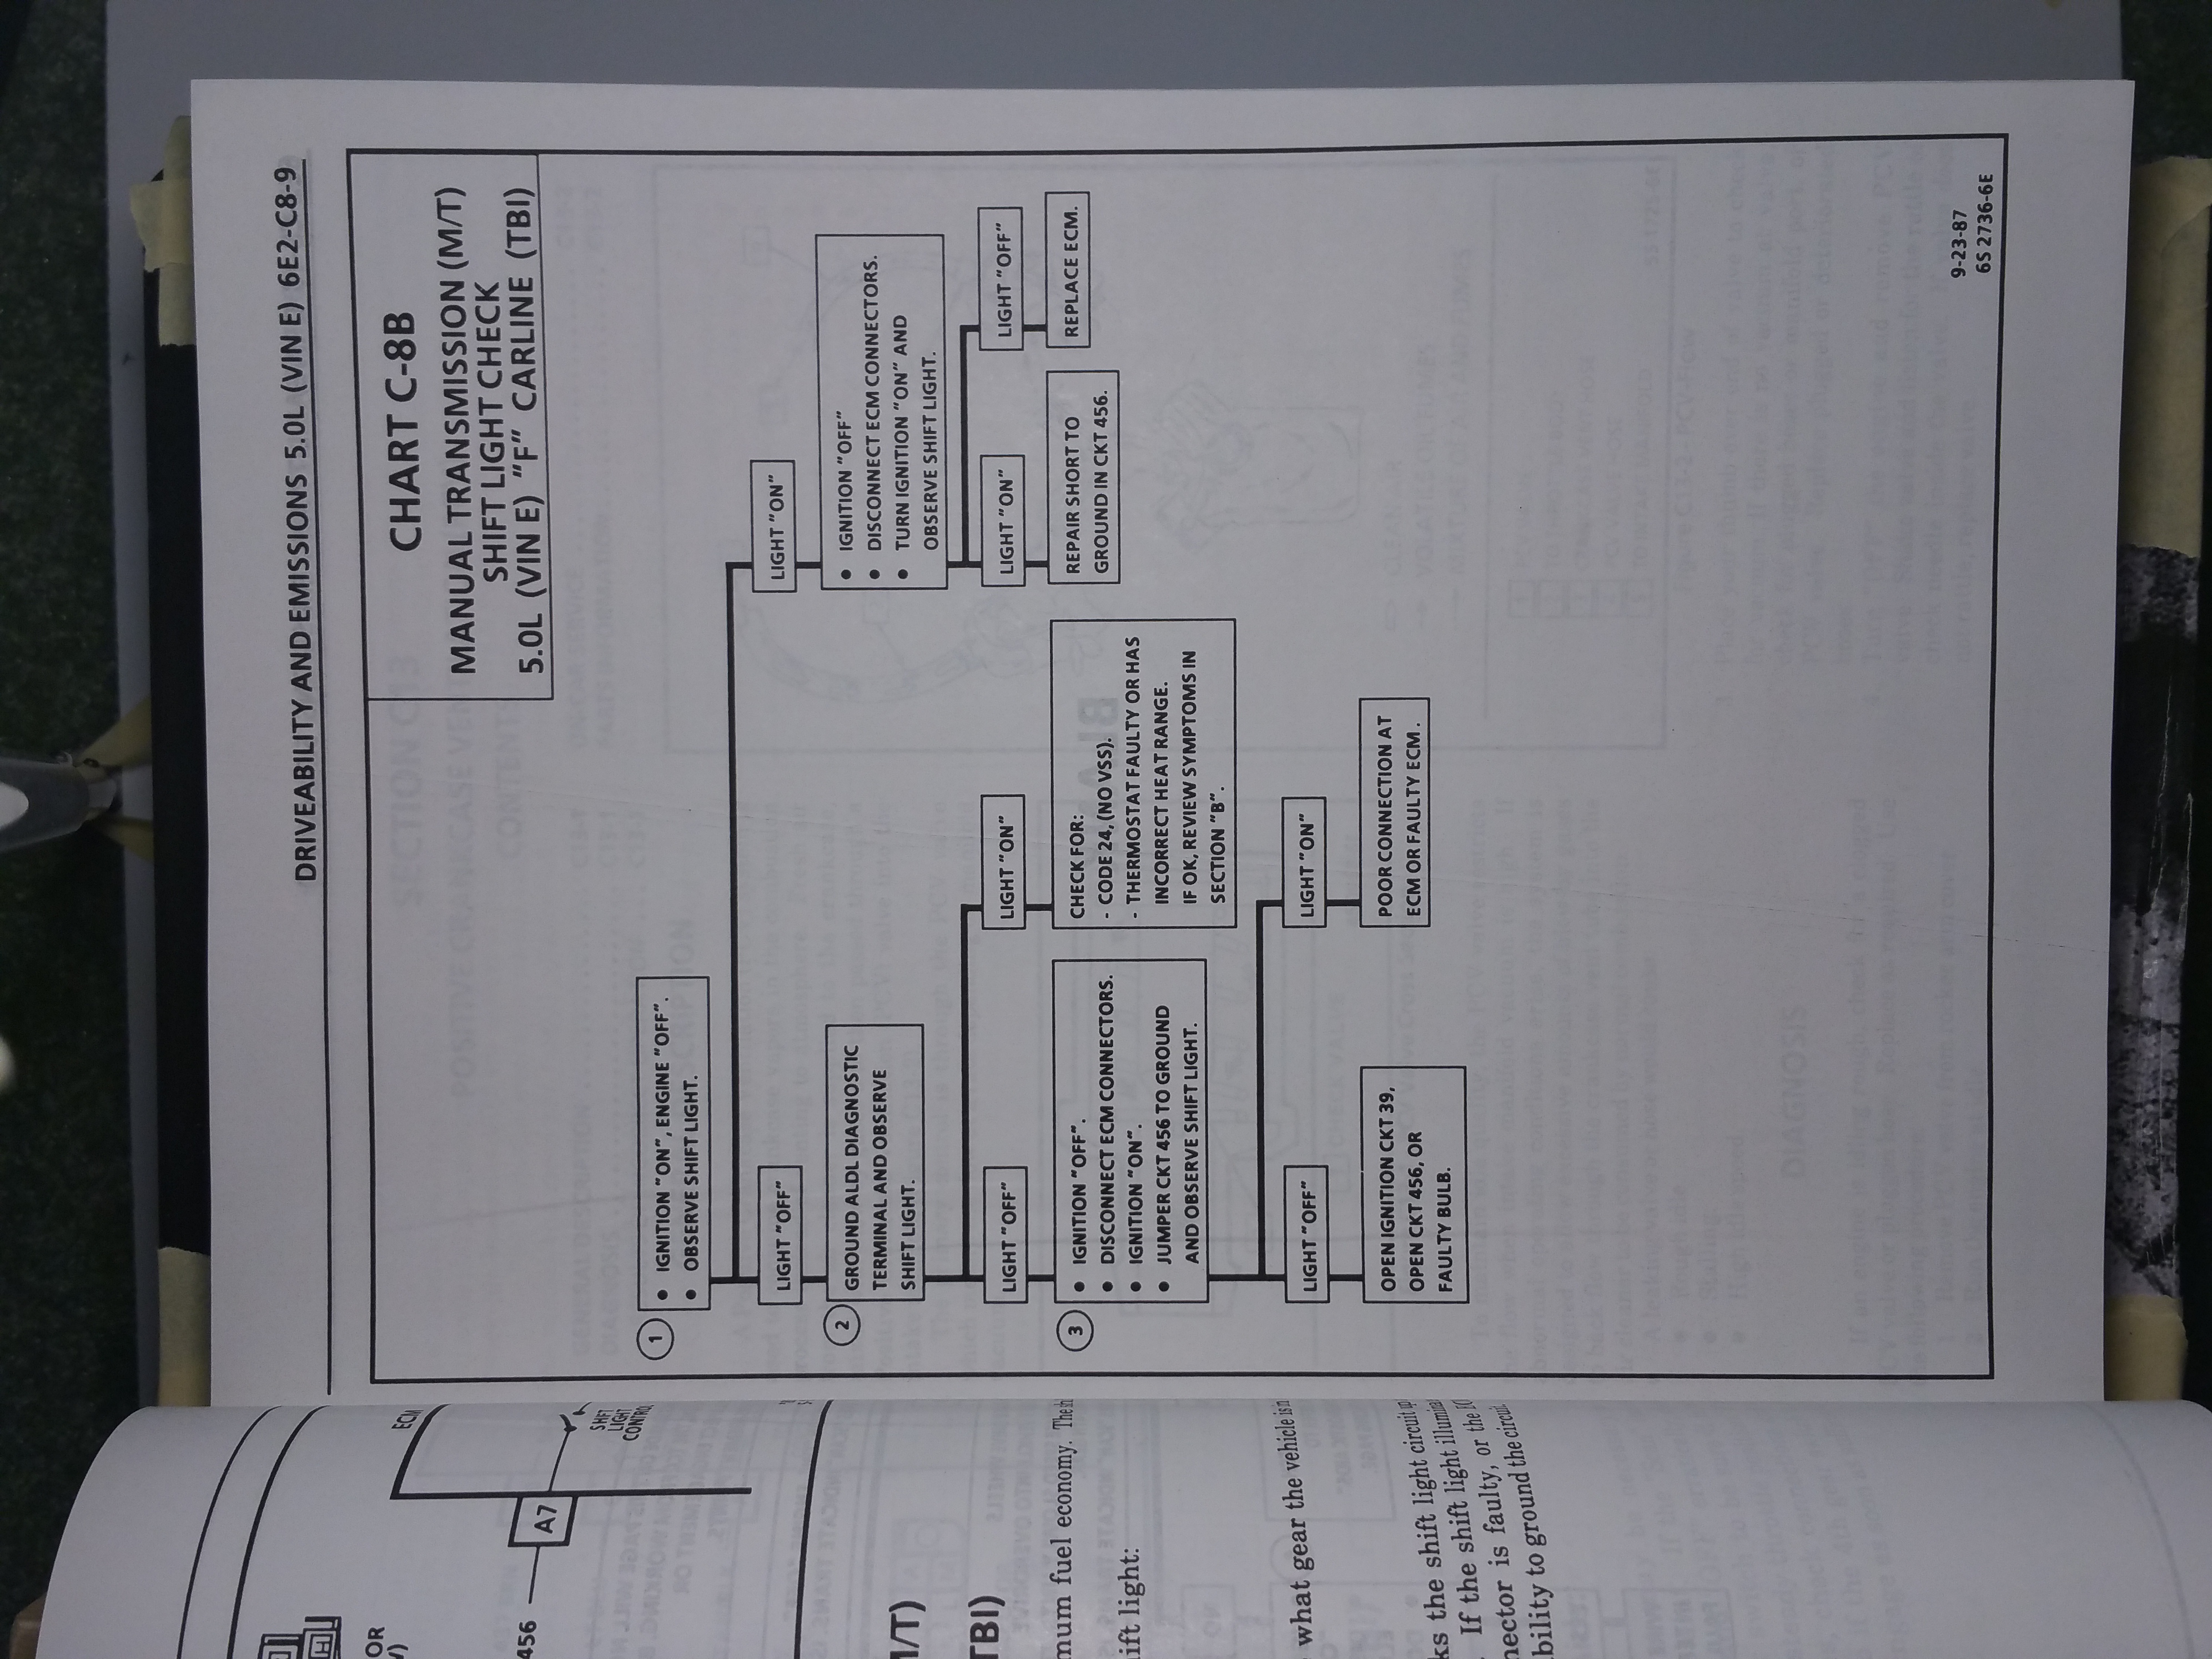 DRIVEABILITY AND EMISSIONS 5.0L (VIN E) 6E2-C8-9
CHART C-8B
MANUAL TRANSMISSION (M/T)
SHIFT LIGHT CHECK
5.0L (VIN E) "F" CARLINE (TBI)
1
• IGNITION "ON", ENGINE "OFF".
• OBSERVE SHIFT LIGHT.
LIGHT "OFF"
LIGHT "ON"
2
GROUND ALDL DIAGNOSTIC
TERMINAL AND OBSERVE
SHIFT LIGHT.
• IGNITION "OFF"
• DISCONNECT ECM CONNECTORS.
• TURN IGNITION "ON" AND
OBSERVE SHIFT LIGHT.
LIGHT "OFF"
LIGHT "ON"
LIGHT "ON"
LIGHT "OFF"
3
• IGNITION "OFF".
• DISCONNECT ECM CONNECTORS.
• IGNITION "ON".
• JUMPER CKT 456 TO GROUND
AND OBSERVE SHIFT LIGHT.
CHECK FOR:
- CODE 24, (NO VSS).
- THERMOSTAT FAULTY OR HAS
INCORRECT HEAT RANGE.
IF OK, REVIEW SYMPTOMS IN
SECTION "B".
REPAIR SHORT TO
GROUND IN CKT 456.
REPLACE ECM.
LIGHT "OFF"
LIGHT "ON"
OPEN IGNITION CKT 39,
OPEN CKT 456, OR
FAULTY BULB.
POOR CONNECTION AT
ECM OR FAULTY ECM.
9-23-87
6S 2736-6E
ECM
SHIFT
LIGHT
CONTROL
A7
OR
456
M/T)
TBI)
mum fuel economy. The
ift light:
what gear the vehicle is
ks the shift light circuit
If the shift light
nector is faulty, or the
bility to ground the circuit